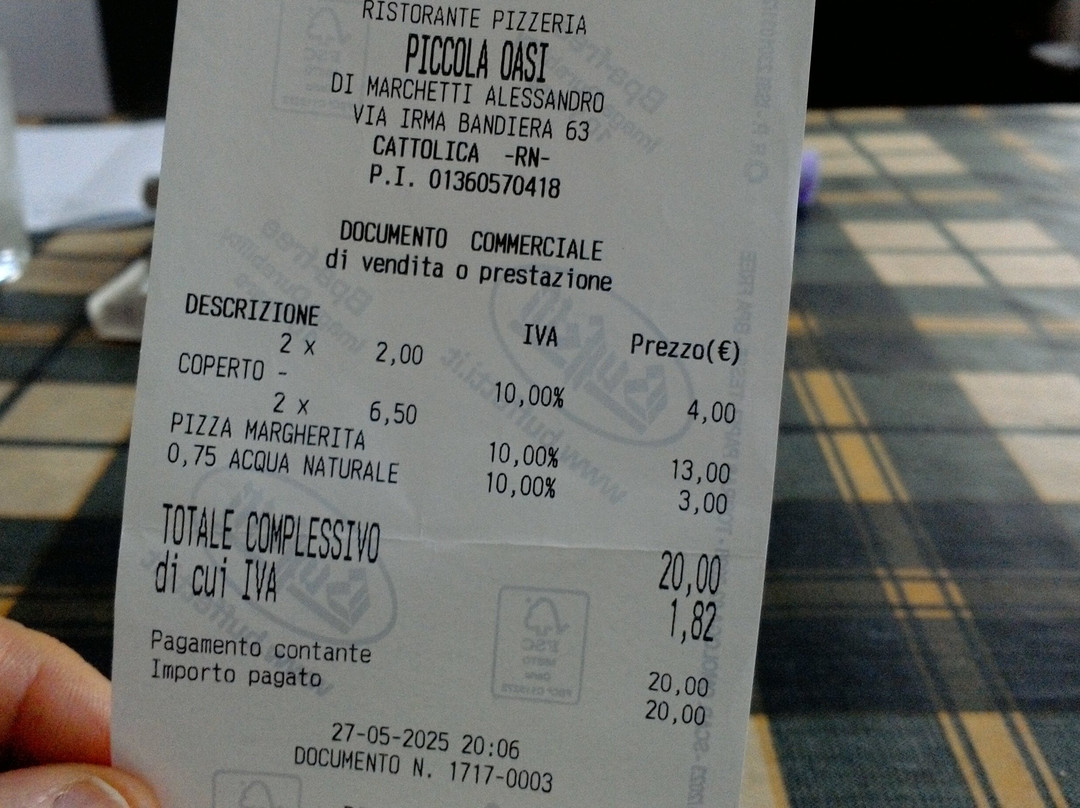 RISTORANTE PIZZERIA
PICCOLA OASI
DI MARCHETTI ALESSANDRO
VIA IRMA BANDIERA 63
CATTOLICA -RN-
P.I. 01360570418
DOCUMENTO COMMERCIALE
di vendita o prestazione
DESCRIZIONE IVA Prezzo(€)
2 x 2,00
COPERTO - 10,00% 4,00
2 x 6,50
PIZZA MARGHERITA 10,00% 13,00
0,75 ACQUA NATURALE 10,00% 3,00
TOTALE COMPLESSIVO 20,00
di cui IVA 1,82
Pagamento contante 20,00
Importo pagato 20,00
27-05-2025 20:06
DOCUMENTO N. 1717-0003